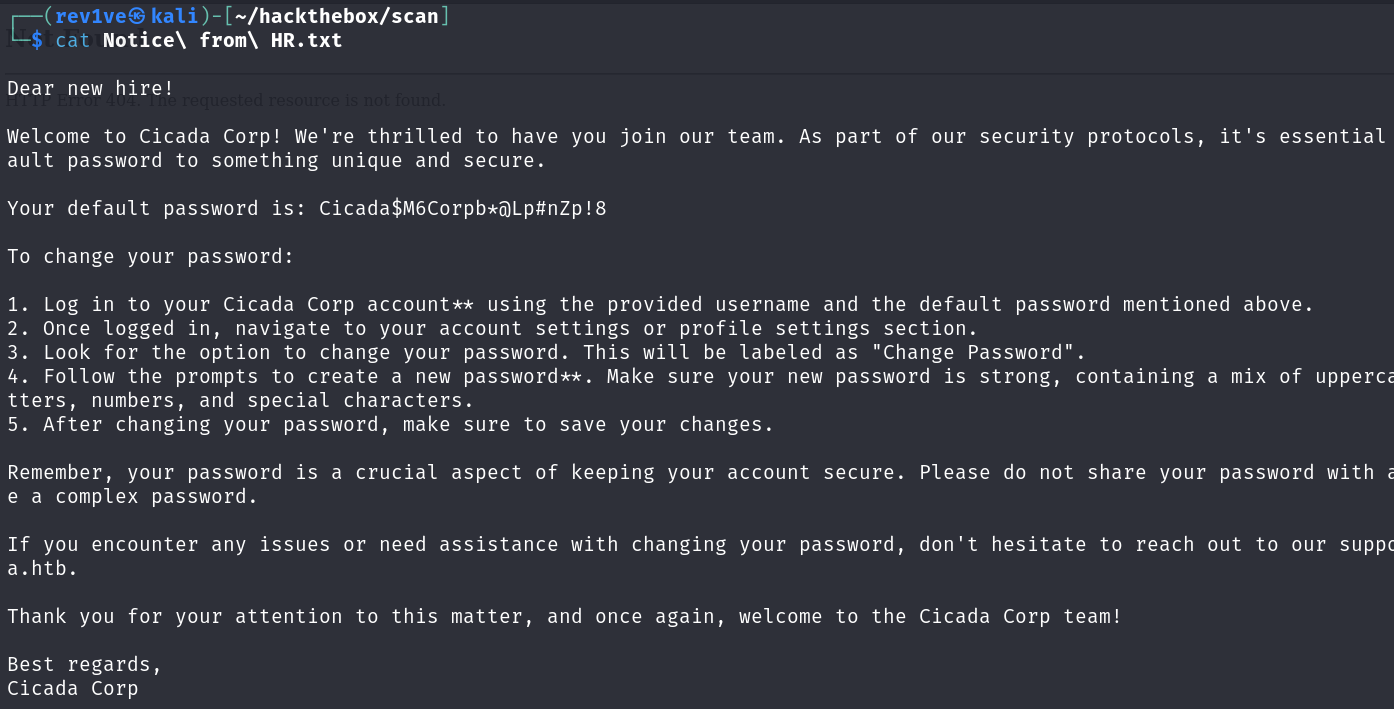 (rev1ve㉿kali)-[~/hackthebox/scan]
$ cat Notice\ from\ HR.txt
HTTP Error 404. The requested resource is not found.
Dear new hire!
Welcome to Cicada Corp! We're thrilled to have you join our team. As part of our security protocols, it's essential
ault password to something unique and secure.
Your default password is: Cicada$M6Corpb*@Lp#nZp!8
To change your password:
1. Log in to your Cicada Corp account** using the provided username and the default password mentioned above.
2. Once logged in, navigate to your account settings or profile settings section.
3. Look for the option to change your password. This will be labeled as "Change Password".
4. Follow the prompts to create a new password**. Make sure your new password is strong, containing a mix of upperca
tters, numbers, and special characters.
5. After changing your password, make sure to save your changes.
Remember, your password is a crucial aspect of keeping your account secure. Please do not share your password with a
e a complex password.
If you encounter any issues or need assistance with changing your password, don't hesitate to reach out to our suppo
a.htb.
Thank you for your attention to this matter, and once again, welcome to the Cicada Corp team!
Best regards,
Cicada Corp